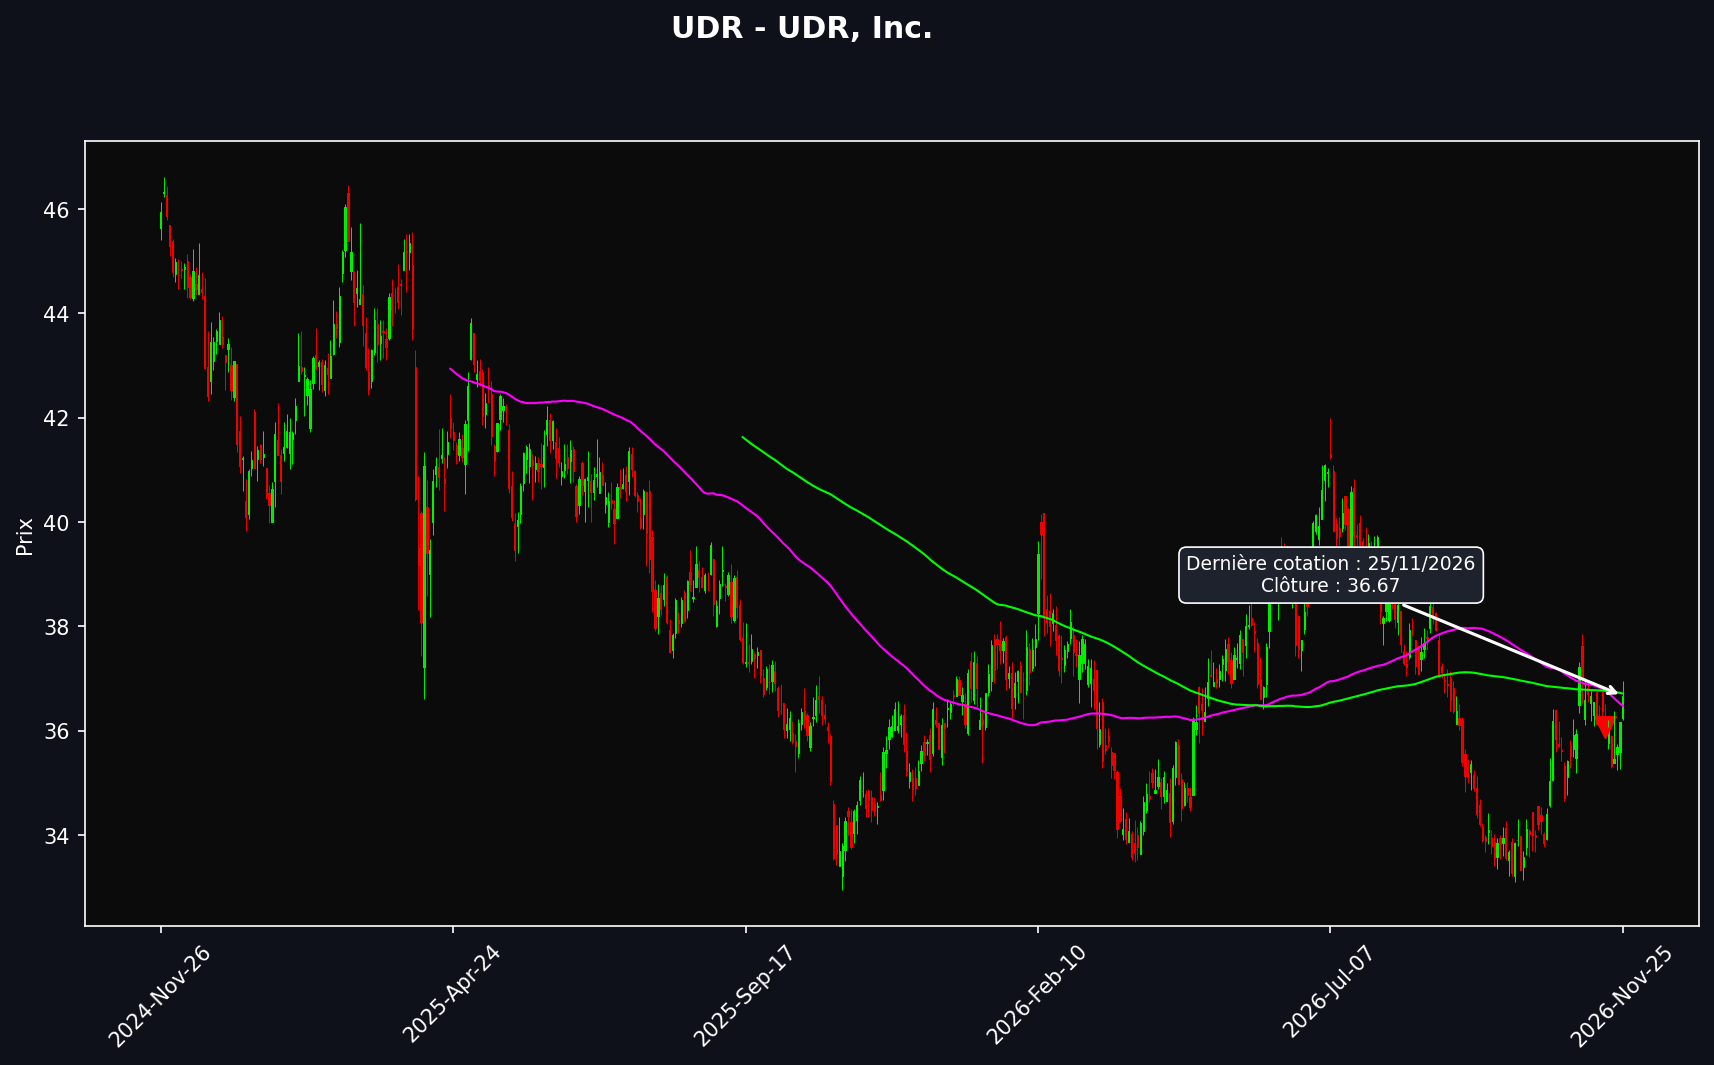 UDR - UDR, Inc.
Prix
46
44
42
40
38
36
34
Dernière cotation : 25/11/2026
Clôture : 36.67
2024-Nov-26
2025-Apr-24
2025-Sep-17
2026-Feb-10
2026-Jul-07
2026-Nov-25